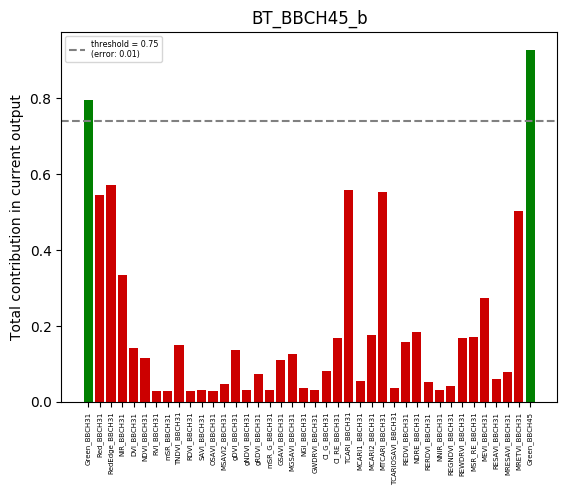 BT_BBCH45_b
threshold = 0.75
(error: 0.01)
Total contribution in current output
0.8
0.6
0.4
0.2
0.0
Green_BBCH31
Red_BBCH31
RedEdge_BBCH31
NIR_BBCH31
DVI_BBCH31
NDVI_BBCH31
RVI_BBCH31
mSR_BBCH31
TNDVI_BBCH31
RDVI_BBCH31
SAVI_BBCH31
OSAVI_BBCH31
MSAVI2_BBCH31
gDVI_BBCH31
gNDVI_BBCH31
gRDVI_BBCH31
mSR_G_BBCH31
GSAVI_BBCH31
MGSAVI_BBCH31
NGI_BBCH31
GWDRVI_BBCH31
CI_G_BBCH31
CI_RE_BBCH31
TCARI_BBCH31
MCARI1_BBCH31
MCARI2_BBCH31
MTCARI_BBCH31
TCARIOSAVI_BBCH31
REDVI_BBCH31
NDRE_BBCH31
RERDVI_BBCH31
NNIR_BBCH31
REGNDVI_BBCH31
REWDRVI_BBCH31
MSR_RE_BBCH31
MEVI_BBCH31
RESAVI_BBCH31
MRESAVI_BBCH31
MRETVI_BBCH31
Green_BBCH45